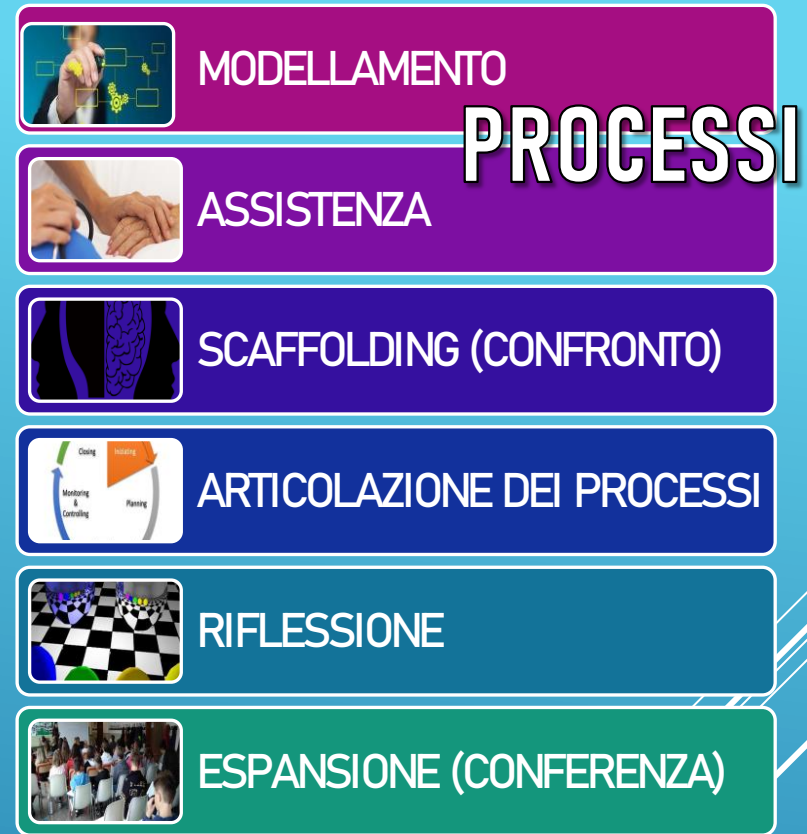 MODELLAMENTO
PROCESSI
ASSISTENZA
SCAFFOLDING (CONFRONTO)
Closing
Initiating
Monitoring
&
Controlling
Planning
ARTICOLAZIONE DEI PROCESSI
RIFLESSIONE
ESPANSIONE (CONFERENZA)